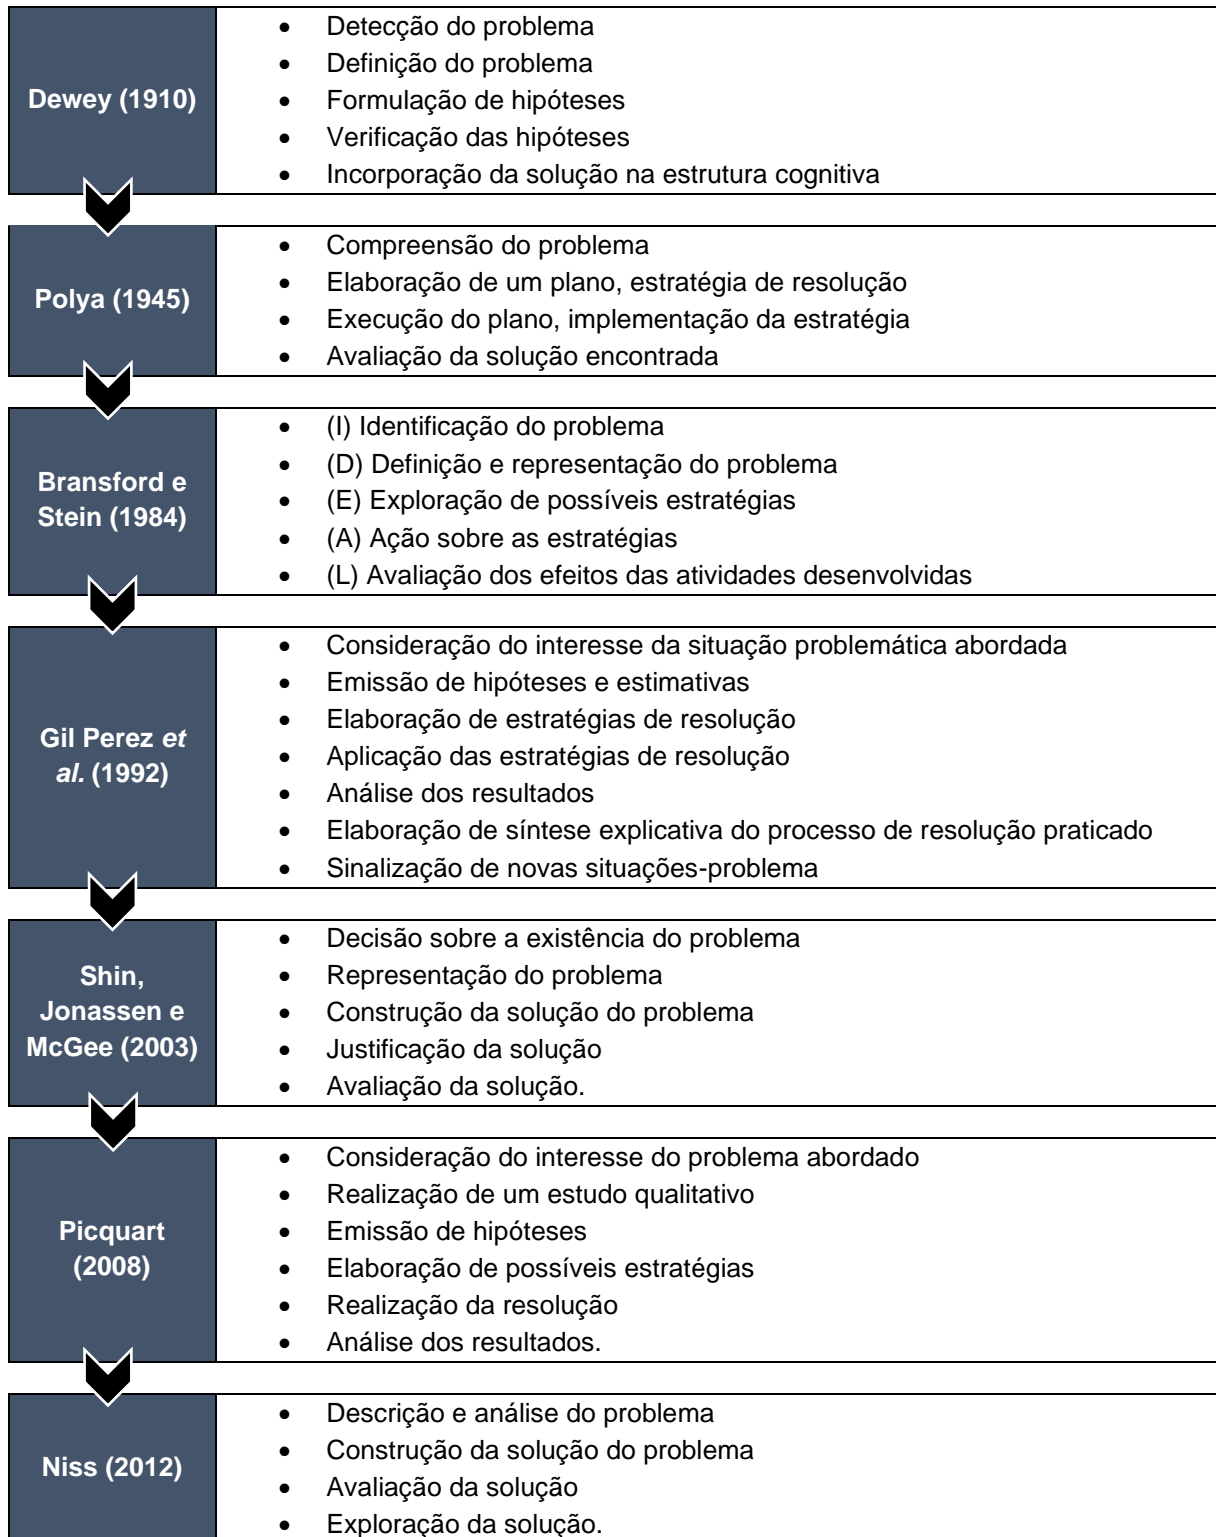 Dewey (1910)
• Detecção do problema
• Definição do problema
• Formulação de hipóteses
• Verificação das hipóteses
• Incorporação da solução na estrutura cognitiva
Polya (1945)
• Compreensão do problema
• Elaboração de um plano, estratégia de resolução
• Execução do plano, implementação da estratégia
• Avaliação da solução encontrada
Bransford e
Stein (1984)
• (I) Identificação do problema
• (D) Definição e representação do problema
• (E) Exploração de possíveis estratégias
• (A) Ação sobre as estratégias
• (L) Avaliação dos efeitos das atividades desenvolvidas
Gil Perez et
al. (1992)
• Consideração do interesse da situação problemática abordada
• Emissão de hipóteses e estimativas
• Elaboração de estratégias de resolução
• Aplicação das estratégias de resolução
• Análise dos resultados
• Elaboração de síntese explicativa do processo de resolução praticado
• Sinalização de novas situações-problema
Shin,
Jonassen e
McGee (2003)
• Decisão sobre a existência do problema
• Representação do problema
• Construção da solução do problema
• Justificação da solução
• Avaliação da solução.
Picquart
(2008)
• Consideração do interesse do problema abordado
• Realização de um estudo qualitativo
• Emissão de hipóteses
• Elaboração de possíveis estratégias
• Realização da resolução
• Análise dos resultados.
Niss (2012)
• Descrição e análise do problema
• Construção da solução do problema
• Avaliação da solução
• Exploração da solução.